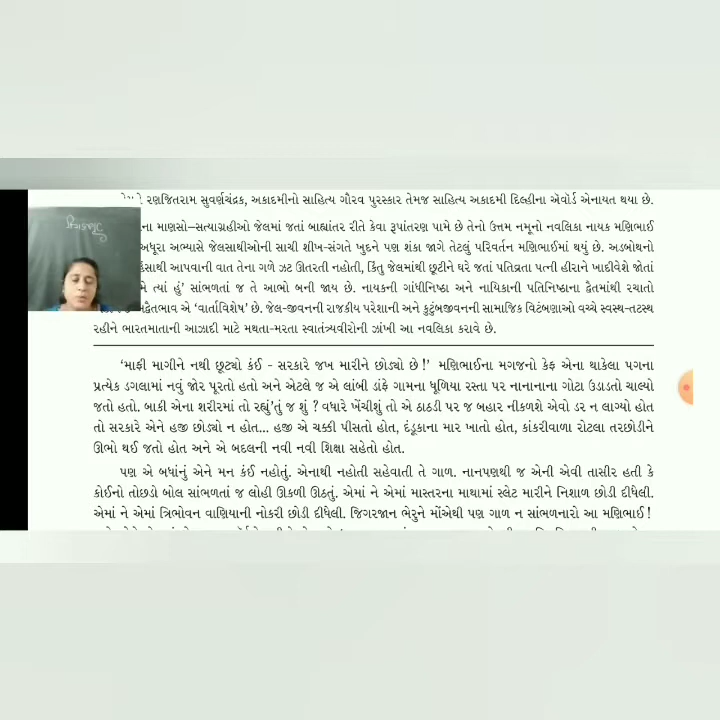 રણજિતરામ સુવર્ણચંદ્રક, અકાદમીનો સાહિત્ય ગૌરવ પુરસ્કાર તેમજ સાહિત્ય અકાદમી દિલ્હીના ઍવૉર્ડ એનાયત થયા છે.
ના માણસો–સત્યાગ્રહીઓ જેલમાં જતાં બાહ્યાંતર રીતે કેવા રૂપાંતરણ પામે છે તેનો ઉત્તમ નમૂનો નવલિકા નાયક મણિભાઈ
અધૂરા અભ્યાસે જેલસાથીઓની સાચી શીખ-સંગતે ખુદને પણ શંકા જાગે તેટલું પરિવર્તન મણિભાઈમાં થયું છે. અડબોથનો
હિંસાથી આપવાની વાત તેના ગળે ઝટ ઊતરતી નહોતી, કિંતુ જેલમાંથી છૂટીને ઘરે જતાં પતિવ્રતા પત્ની હીરાને ખાદીવેશે જોતાં
મે ત્યાં હું’ સાંભળતાં જ તે આભો બની જાય છે. નાયકની ગાંધીનિષ્ઠા અને નાયિકાની પતિનિષ્ઠાના દ્વૈતમાંથી રચાતો
અદ્વૈતભાવ એ ‘વાર્તાવિશેષ’ છે. જેલ-જીવનની રાજકીય પરેશાની અને કુટુંબજીવનની સામાજિક વિટંબણાઓ વચ્ચે સ્વસ્થ-તટસ્થ
રહીને ભારતમાતાની આઝાદી માટે મથતા-મરતા સ્વાતંત્ર્યવીરોની ઝાંખી આ નવલિકા કરાવે છે.
‘માફી માગીને નથી છૂટ્યો કંઈ - સરકારે જખ મારીને છોડ્યો છે !’ મણિભાઈના મગજનો કેફ એના થાકેલા પગના
પ્રત્યેક ડગલામાં નવું જોર પૂરતો હતો અને એટલે જ એ લાંબી ડાંફે ગામના ધૂળિયા રસ્તા પર નાનાનાના ગોટા ઉડાડતો ચાલ્યો
જતો હતો. બાકી એના શરીરમાં તો રહ્યું’તું જ શું ? વધારે ખેંચીશું તો એ ઠાઠડી પર જ બહાર નીકળશે એવો ડર ન લાગ્યો હોત
તો સરકારે એને હજી છોડ્યો ન હોત... હજી એ ચક્કી પીસતો હોત, દંડૂકાના માર ખાતો હોત, કાંકરીવાળા રોટલા તરછોડીને
ઊભો થઈ જતો હોત અને એ બદલની નવી નવી શિક્ષા સહેતો હોત.
પણ એ બધાંનું એને મન કંઈ નહોતું. એનાથી નહોતી સહેવાતી તે ગાળ. નાનપણથી જ એની એવી તાસીર હતી કે
કોઈનો તોછડો બોલ સાંભળતાં જ લોહી ઊકળી ઊઠતું. એમાં ને એમાં માસ્તરના માથામાં સ્લેટ મારીને નિશાળ છોડી દીધેલી.
એમાં ને એમાં ત્રિભોવન વાણિયાની નોકરી છોડી દીધેલી. જિગરજાન ભેરુને મોંએથી પણ ગાળ ન સાંભળનારો આ મણિભાઈ !